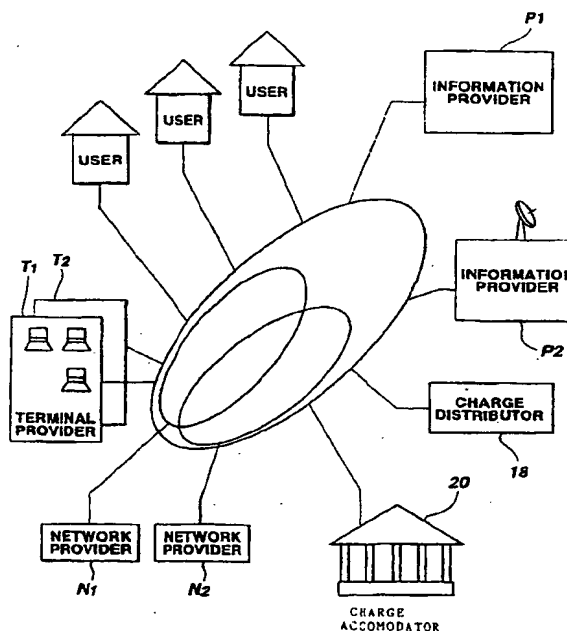 P1
USER
USER
USER
INFORMATION
PROVIDER
T1
T2
INFORMATION
PROVIDER
P2
TERMINAL
PROVIDER
CHARGE
DISTRIBUTOR
18
20
NETWORK
PROVIDER
NETWORK
PROVIDER
N1
N2
CHARGE
ACCOMODATOR